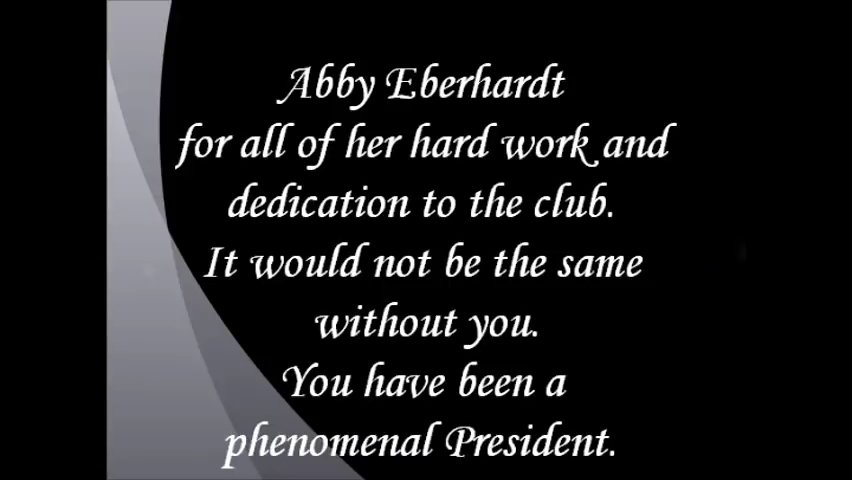 Abby Eberhardt
for all of her hard work and
dedication to the club.
It would not be the same
without you.
You have been a
phenomenal President.